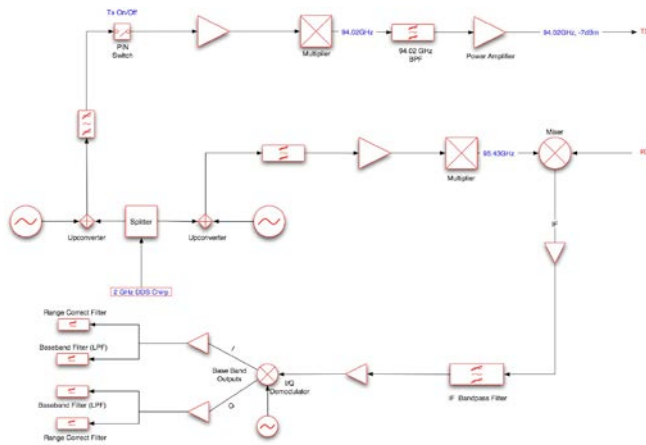 Tx On/Off
PIN
Switch
Multiplier
94.02GHz
94.02 GHz
BPF
Power Amplifier
94.02GHz, -7dBm
Mixer
Multiplier
95.43GHz
IF
Upconverter
Splitter
Upconverter
2 GHz DDS Chirp
Range Correct Filter
Baseband Filter (LPF)
I
Base Band
Outputs
I/Q
Demodulator
IF Bandpass Filter
Q
Baseband Filter (LPF)
Range Correct Filter